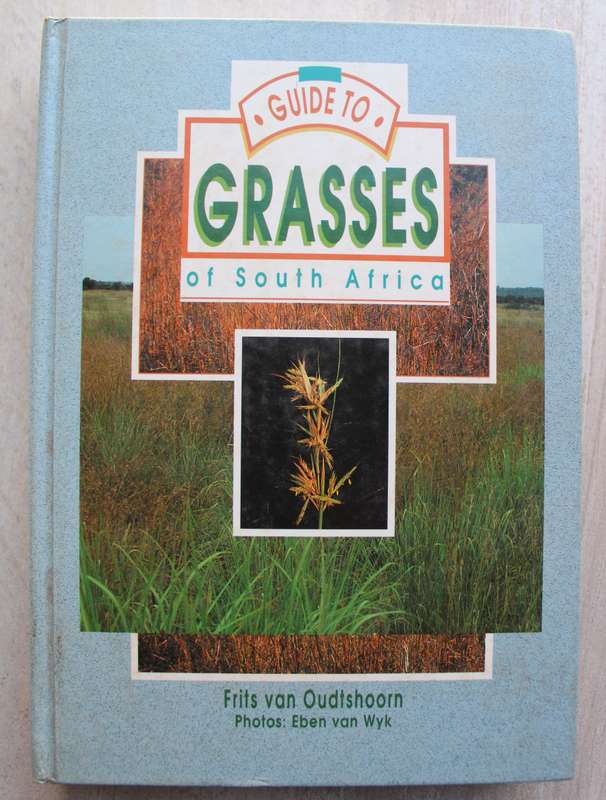 • GUIDE TO •
GRASSES
of South Africa
Frits van Oudtshoorn
Photos: Eben van Wyk